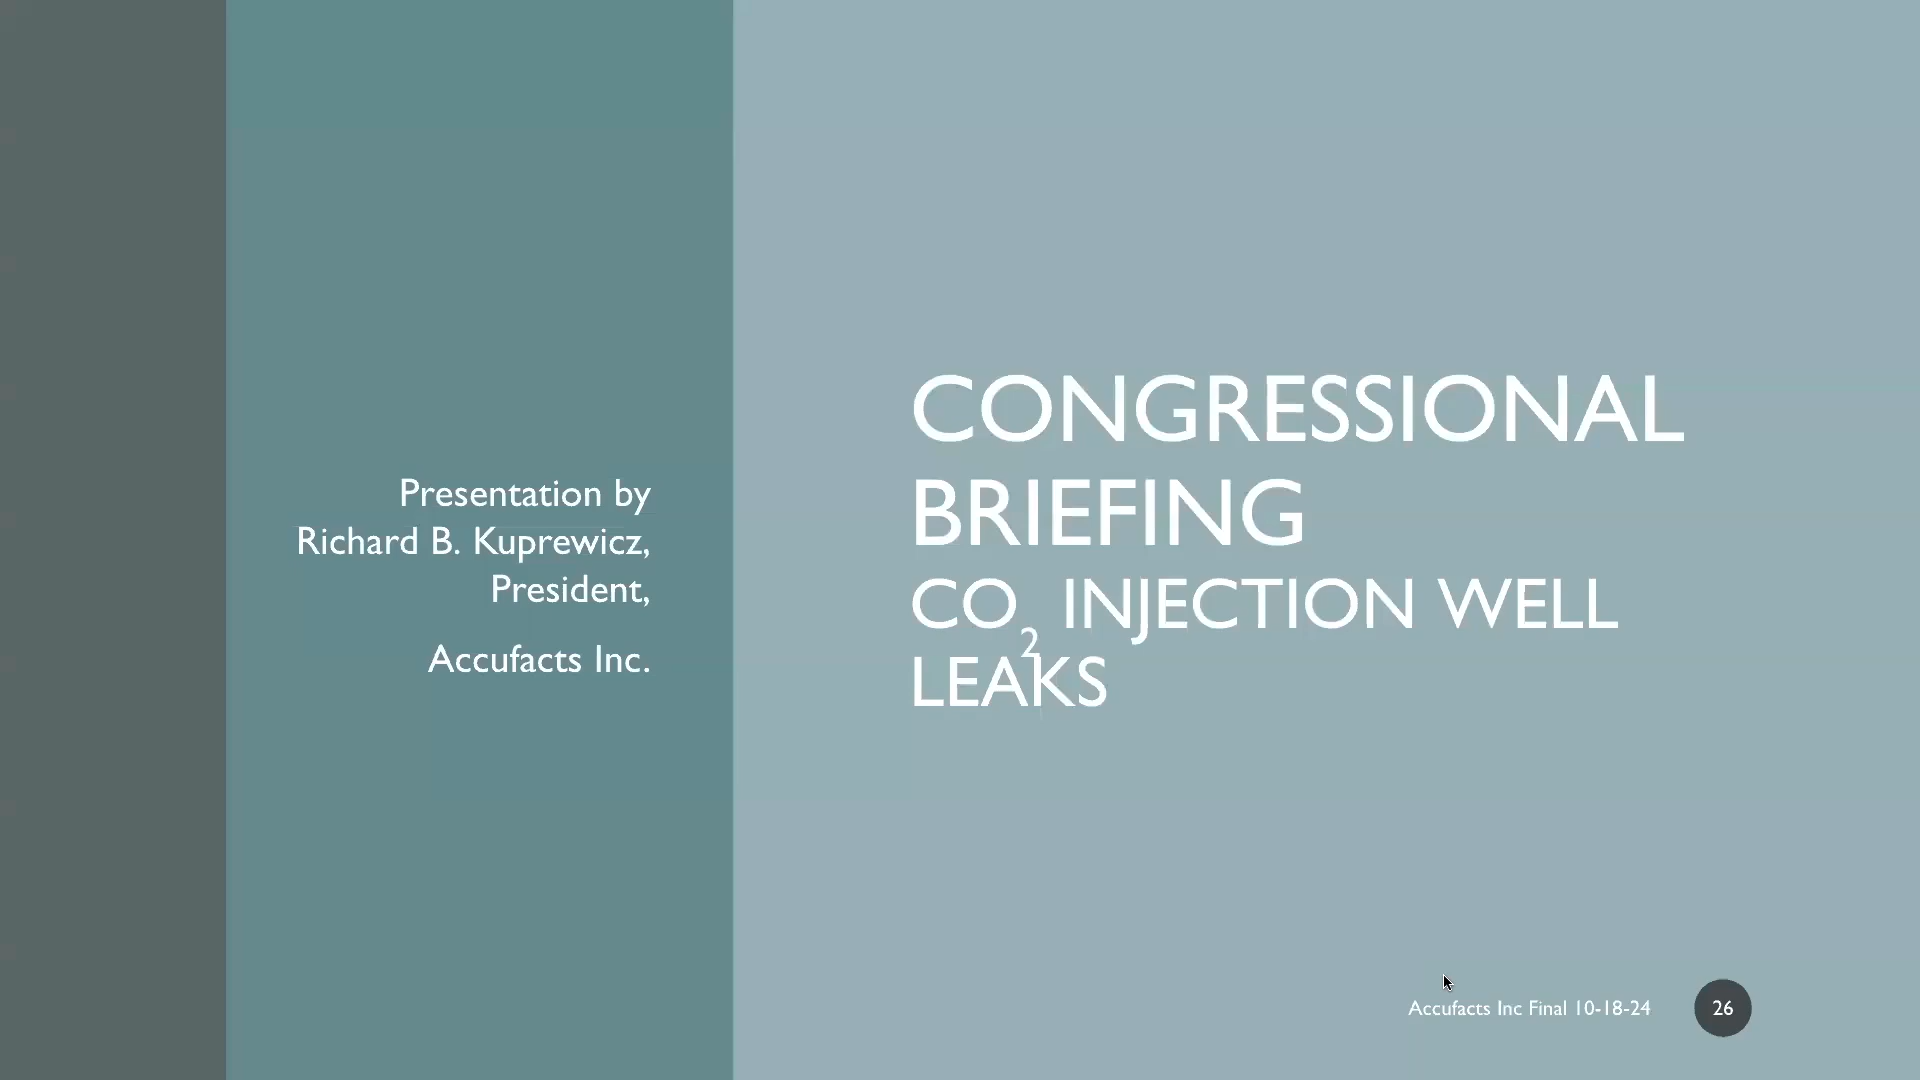 Presentation by
Richard B. Kuprewicz,
President,
Accufacts Inc.
CONGRESSIONAL
BRIEFING
CO₂ INJECTION WELL
LEAKS
Accufacts Inc Final 10-18-24
26